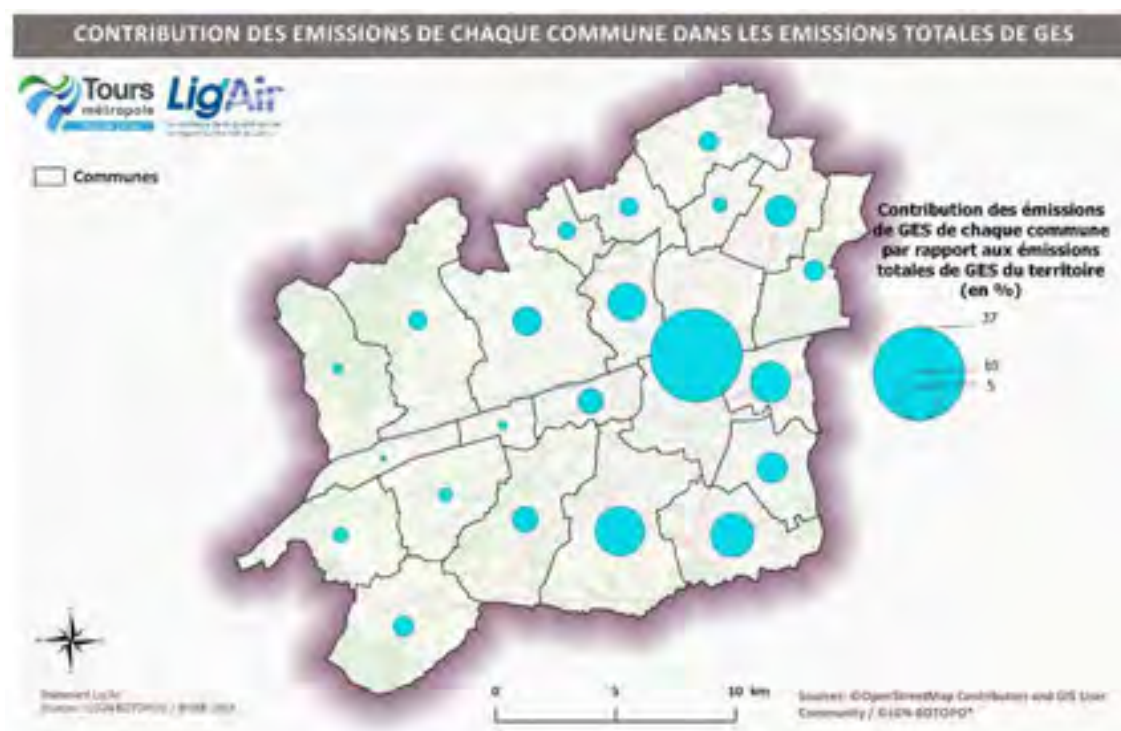 CONTRIBUTION DES EMISSIONS DE CHAQUE COMMUNE DANS LES EMISSIONS TOTALES DE GES
Tours
métropole
Lig'Air
Communes
Contribution des émissions
de GES de chaque commune
par rapport aux émissions
totales de GES du territoire
(en %)
37
10
5
0
5
10 km
Sources: ©OpenStreetMap Contributors and GIS User
Community / ©IGN-BDTOPO®